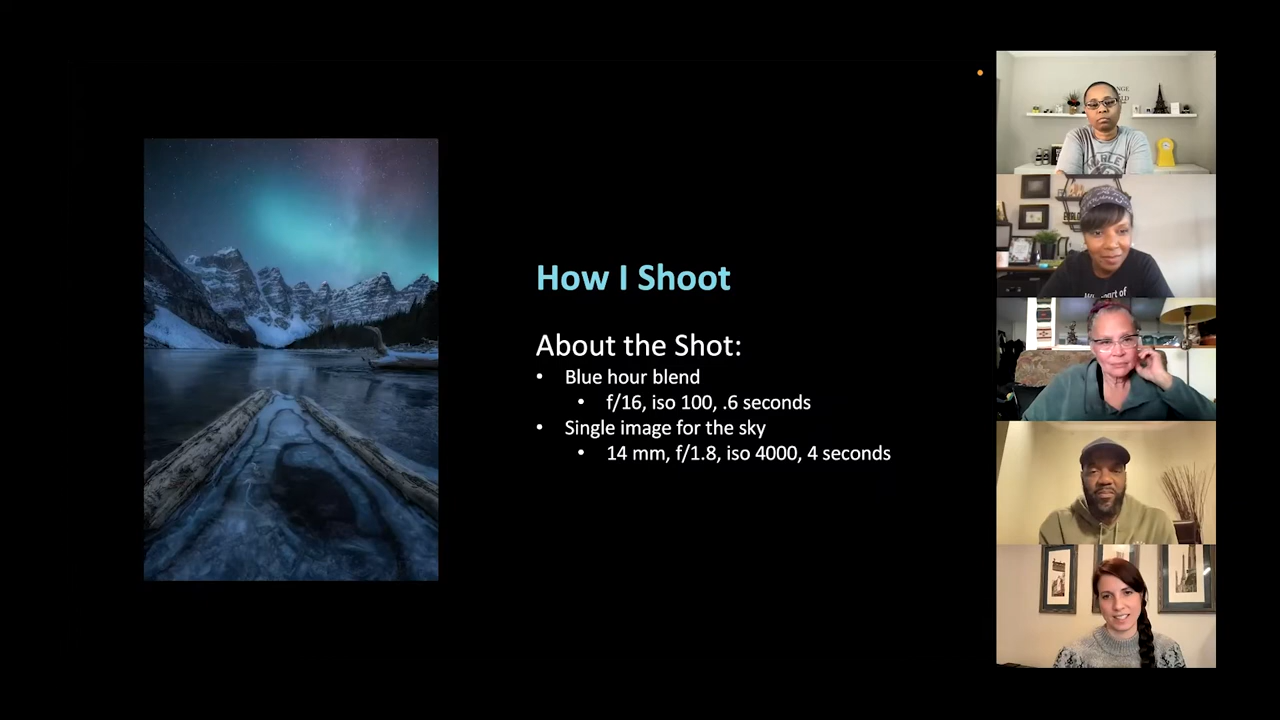 How I Shoot
About the Shot:
• Blue hour blend
• f/16, iso 100, .6 seconds
• Single image for the sky
• 14 mm, f/1.8, iso 4000, 4 seconds